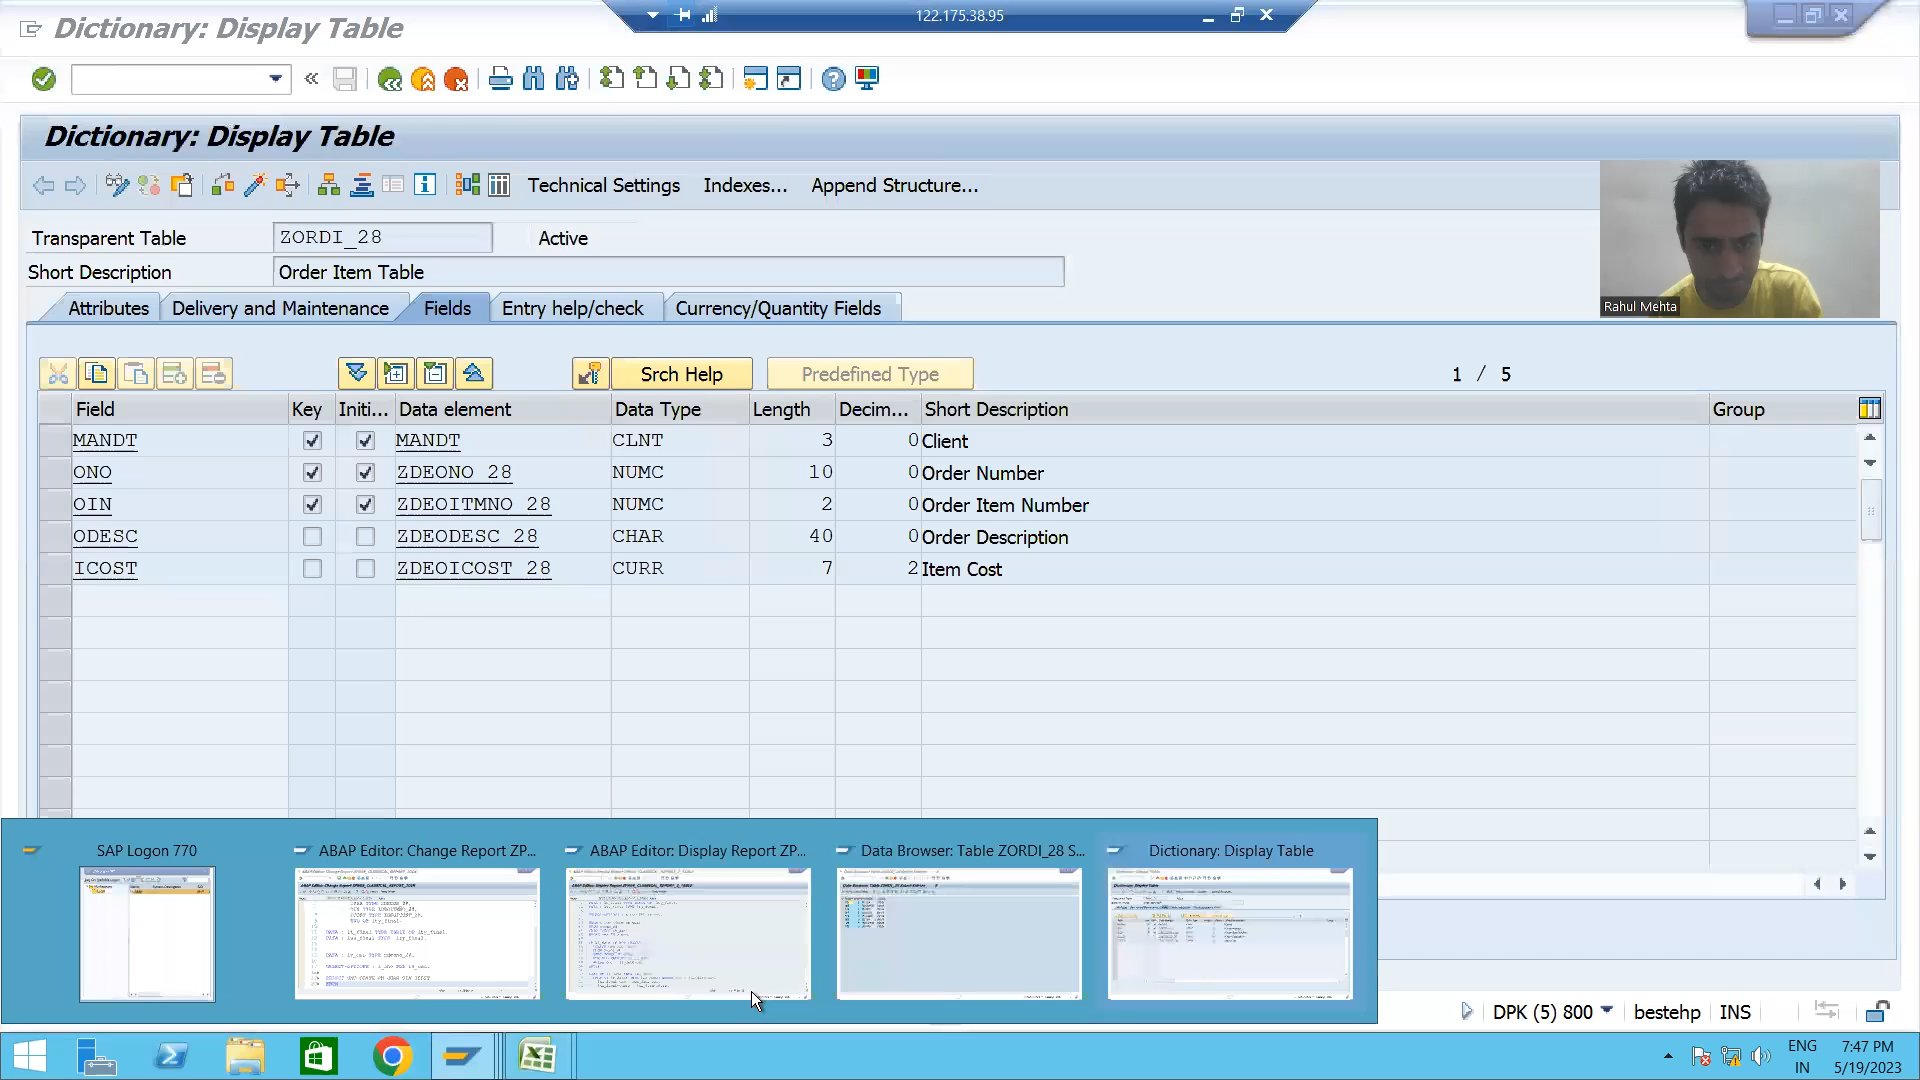 Dictionary: Display Table
122.175.38.95
Dictionary: Display Table
Technical Settings Indexes... Append Structure...
Transparent Table ZORDI_28 Active
Short Description Order Item Table
Rahul Mehta
Attributes Delivery and Maintenance Fields Entry help/check Currency/Quantity Fields
Srch Help Predefined Type 1 / 5
Field Key Initi... Data element Data Type Length Decim... Short Description Group
MANDT MANDT CLNT 3 0 Client
ONO ZDEONO_28 NUMC 10 0 Order Number
OIN ZDEOITMNO_28 NUMC 2 0 Order Item Number
ODESC ZDEODESC_28 CHAR 40 0 Order Description
ICOST ZDEOICOST_28 CURR 7 2 Item Cost
SAP Logon 770 ABAP Editor: Change Report ZP... ABAP Editor: Display Report ZP... Data Browser: Table ZORDI_28 S... Dictionary: Display Table
DPK (5) 800 bestehp INS
ENG 7:47 PM
IN 5/19/2023